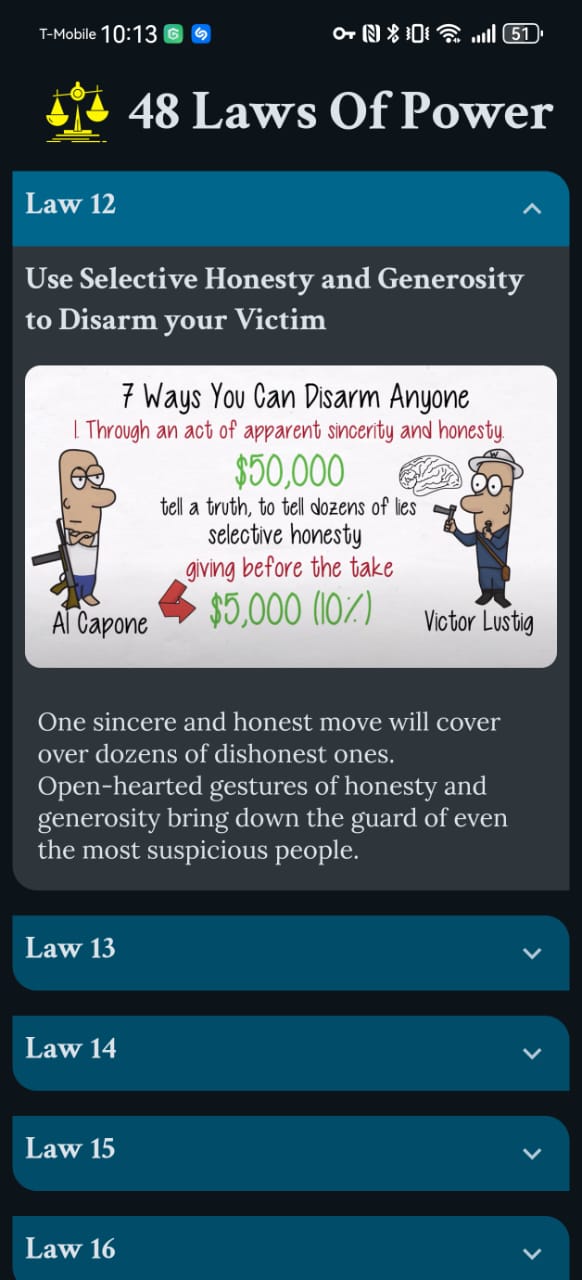 T-Mobile 10:13 51
48 Laws Of Power
Law 12
Use Selective Honesty and Generosity
to Disarm your Victim
7 Ways You Can Disarm Anyone
1. Through an act of apparent sincerity and honesty.
$50,000
W
tell a truth, to tell dozens of lies
selective honesty
giving before the take
$5,000 (10%)
Al Capone
Victor Lustig
One sincere and honest move will cover
over dozens of dishonest ones.
Open-hearted gestures of honesty and
generosity bring down the guard of even
the most suspicious people.
Law 13
Law 14
Law 15
Law 16